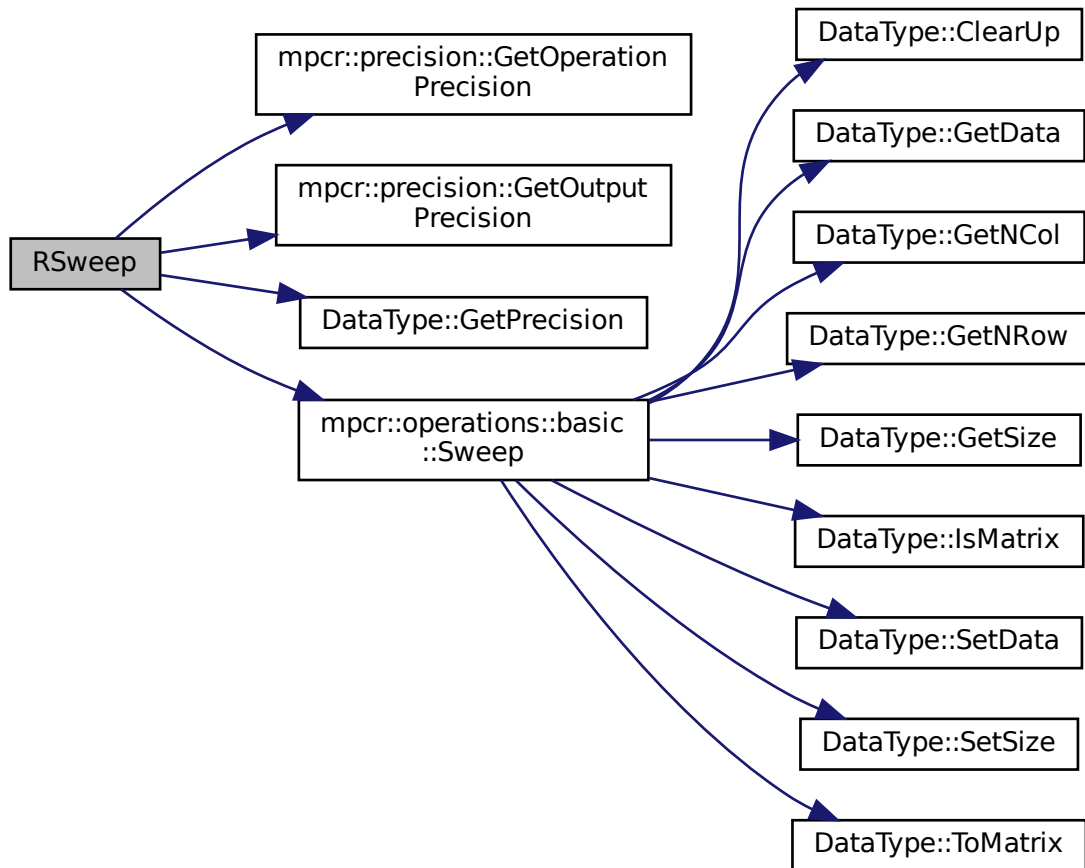 RSweep
mpcr::precision::GetOperation
Precision
mpcr::precision::GetOutput
Precision
DataType::GetPrecision
mpcr::operations::basic
::Sweep
DataType::ClearUp
DataType::GetData
DataType::GetNCol
DataType::GetNRow
DataType::GetSize
DataType::IsMatrix
DataType::SetData
DataType::SetSize
DataType::ToMatrix